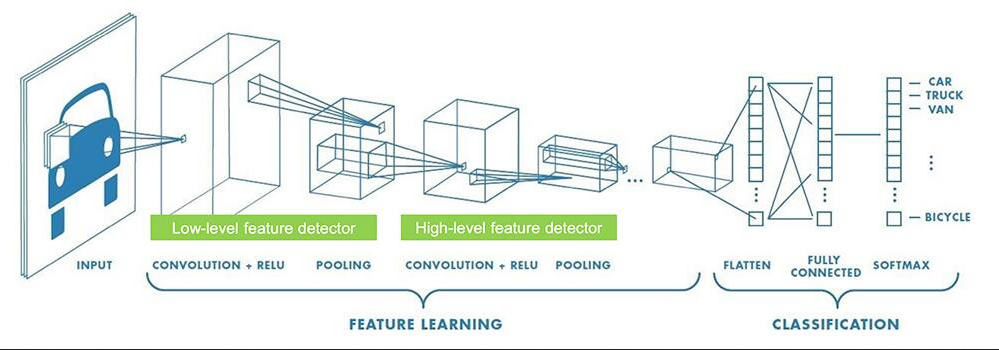 CAR
TRUCK
VAN
BICYCLE
Low-level feature detector
High-level feature detector
INPUT
CONVOLUTION + RELU
POOLING
CONVOLUTION + RELU
POOLING
FLATTEN
FULLY
CONNECTED
SOFTMAX
FEATURE LEARNING
CLASSIFICATION